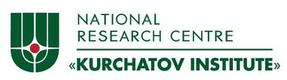 NATIONAL
RESEARCH CENTRE
«KURCHATOV INSTITUTE»